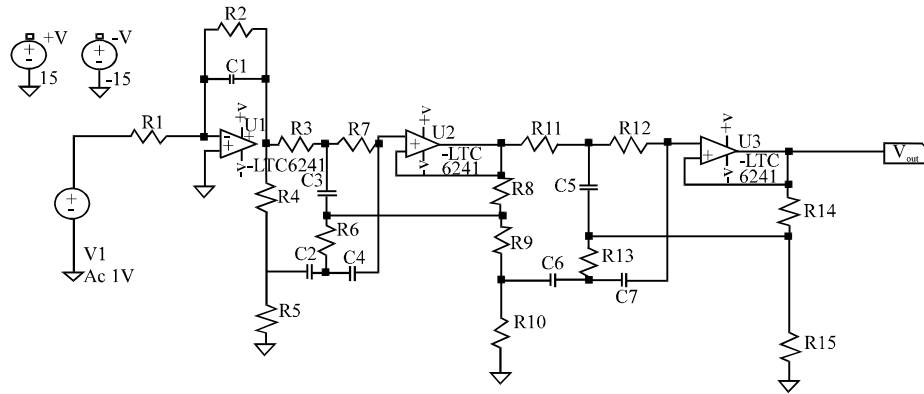 R2
+V
-V
15
-15
C1
R1
U1
+v
-v
-LTC6241
R3
R7
+v
U2
-LTC
6241
-v
R11
R12
+v
U3
-LTC
6241
-v
Vout
C3
R4
R8
C5
R14
R6
R9
R13
V1
Ac 1V
C2
C4
C6
C7
R5
R10
R15